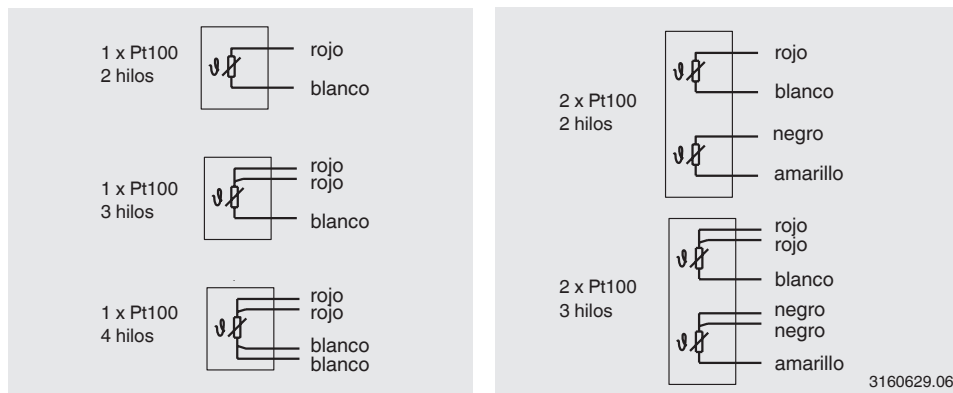 1 x Pt100
2 hilos
rojo
blanco
1 x Pt100
3 hilos
rojo
rojo
blanco
1 x Pt100
4 hilos
rojo
rojo
blanco
blanco
2 x Pt100
2 hilos
rojo
blanco
negro
amarillo
2 x Pt100
3 hilos
rojo
rojo
blanco
negro
negro
amarillo
3160629.06